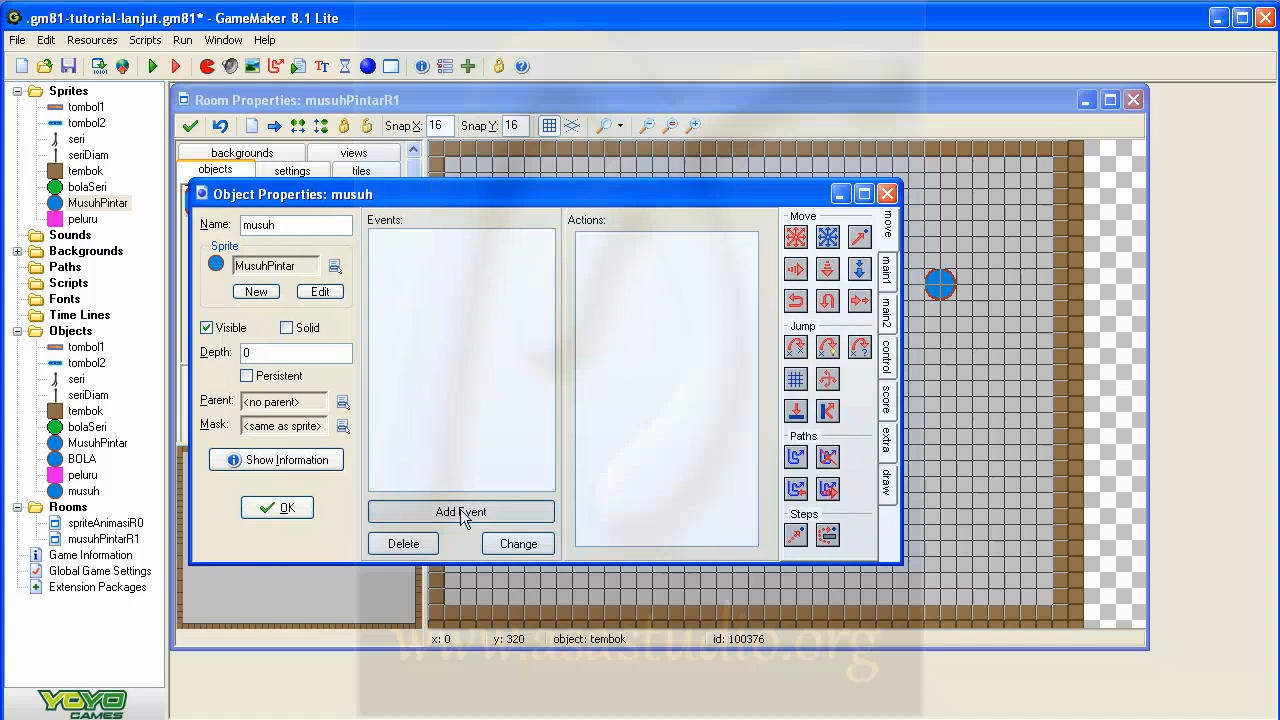 .gm81-tutorial-lanjut.gm81* - GameMaker 8.1 Lite
File Edit Resources Scripts Run Window Help
Sprites
tombol1
tombol2
seri
seriDiam
tembok
bolaSeri
MusuhPintar
peluru
Sounds
Backgrounds
Paths
Scripts
Fonts
Time Lines
Objects
tombol1
tombol2
seri
seriDiam
tembok
bolaSeri
MusuhPintar
BOLA
peluru
musuh
Rooms
spriteAnimasiR0
musuhPintarR1
Game Information
Global Game Settings
Extension Packages
YOYO
GAMES
Room Properties: musuhPintarR1
Snap X: 16 Snap Y: 16
backgrounds views
objects settings tiles
Object Properties: musuh
Name: musuh
Sprite
MusuhPintar
New Edit
Visible Solid
Depth: 0
Persistent
Parent: <no parent>
Mask: <same as sprite>
Show Information
OK
Events:
Add Event
Delete Change
Actions:
Move
Jump
Paths
Steps
move
main1
main2
control
score
extra
draw
x: 0 y: 320 object: tembok id: 100376
www.asastudio.org